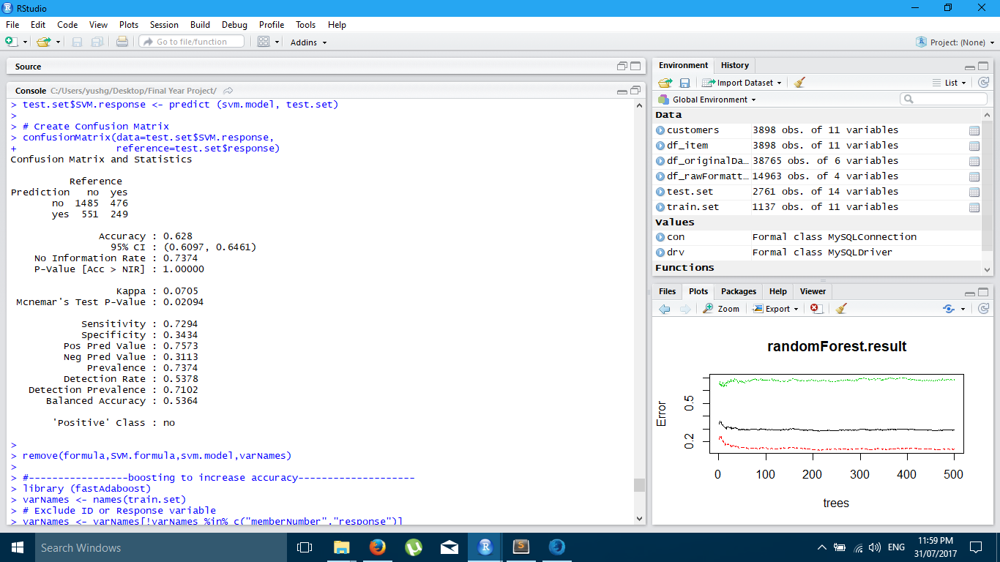 RStudio
File Edit Code View Plots Session Build Debug Profile Tools Help
Go to file/function Addins Project: (None)
Source
Console C:/Users/yushg/Desktop/Final Year Project/
> test.set$SVM.response <- predict (svm.model, test.set)
>
> # Create Confusion Matrix
> confusionMatrix(data=test.set$SVM.response,
+                 reference=test.set$response)
Confusion Matrix and Statistics
          Reference
Prediction   no  yes
       no  1485  476
       yes  551  249
Accuracy : 0.628
95% CI : (0.6097, 0.6461)
No Information Rate : 0.7374
P-Value [Acc > NIR] : 1.00000
Kappa : 0.0705
Mcnemar's Test P-Value : 0.02094
Sensitivity : 0.7294
Specificity : 0.3434
Pos Pred Value : 0.7573
Neg Pred Value : 0.3113
Prevalence : 0.7374
Detection Rate : 0.5378
Detection Prevalence : 0.7102
Balanced Accuracy : 0.5364
'Positive' Class : no
>
> remove(formula,SVM.formula,svm.model,varNames)
>
> #-----------------boosting to increase accuracy--------------------
> library (fastAdaboost)
> varNames <- names(train.set)
> # Exclude ID or Response variable
> varNames <- varNames[!varNames %in% c("memberNumber","response")]
Environment History
Import Dataset List
Global Environment
Data
customers 3898 obs. of 11 variables
df_item 3898 obs. of 11 variables
df_originalDa… 38765 obs. of 6 variables
df_rawFormatt… 14963 obs. of 4 variables
test.set 2761 obs. of 14 variables
train.set 1137 obs. of 11 variables
Values
con Formal class MySQLConnection
drv Formal class MySQLDriver
Functions
Files Plots Packages Help Viewer
Zoom Export
randomForest.result
Error
0.5
0.2
0 100 200 300 400 500
trees
Search Windows
ENG
11:59 PM
31/07/2017